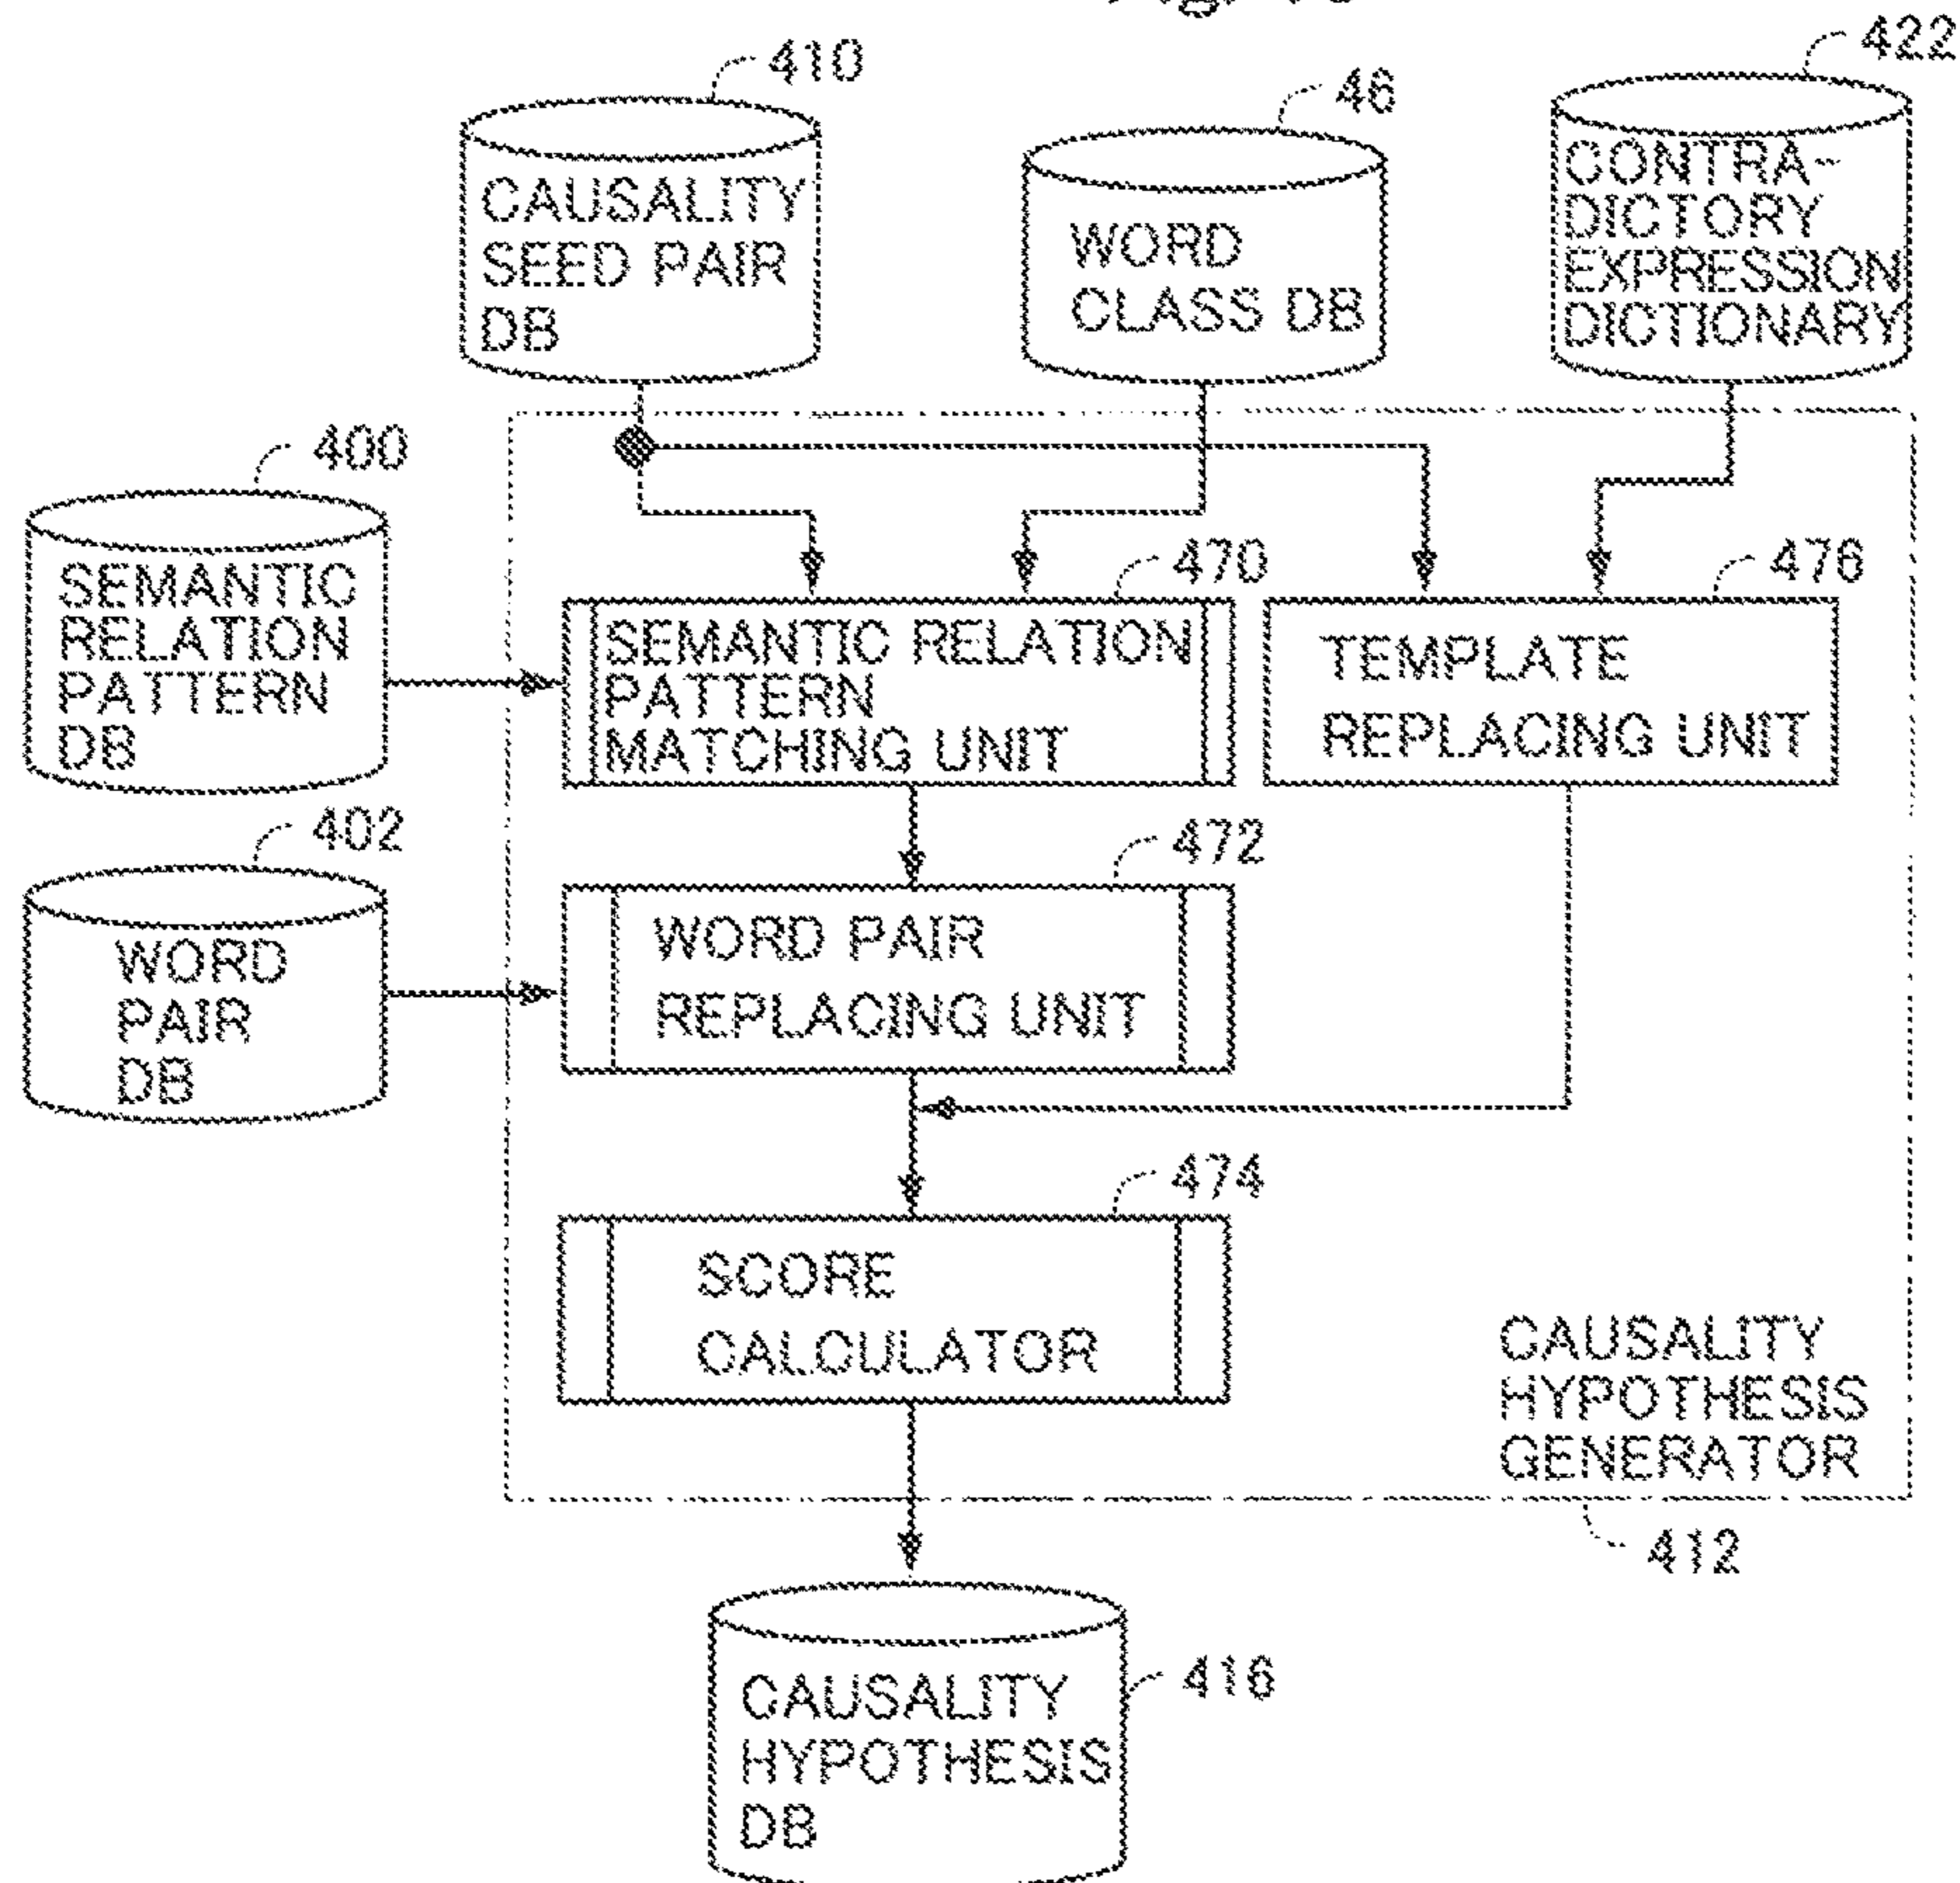 410
46
422
CAUSALITY
SEED PAIR
DB
WORD
CLASS DB
CONTRA-
DICTORY
EXPRESSION
DICTIONARY
400
SEMANTIC
RELATION
PATTERN
DB
470
SEMANTIC RELATION
PATTERN
MATCHING UNIT
476
TEMPLATE
REPLACING UNIT
402
WORD
PAIR
DB
472
WORD PAIR
REPLACING UNIT
474
SCORE
CALCULATOR
CAUSALITY
HYPOTHESIS
GENERATOR
412
416
CAUSALITY
HYPOTHESIS
DB